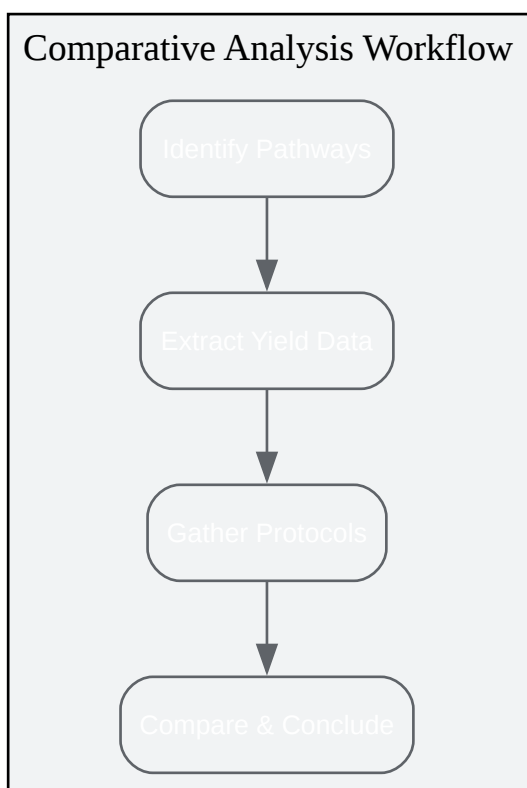 Comparative Analysis Workflow
Identify Pathways
Extract Yield Data
Gather Protocols
Compare & Conclude